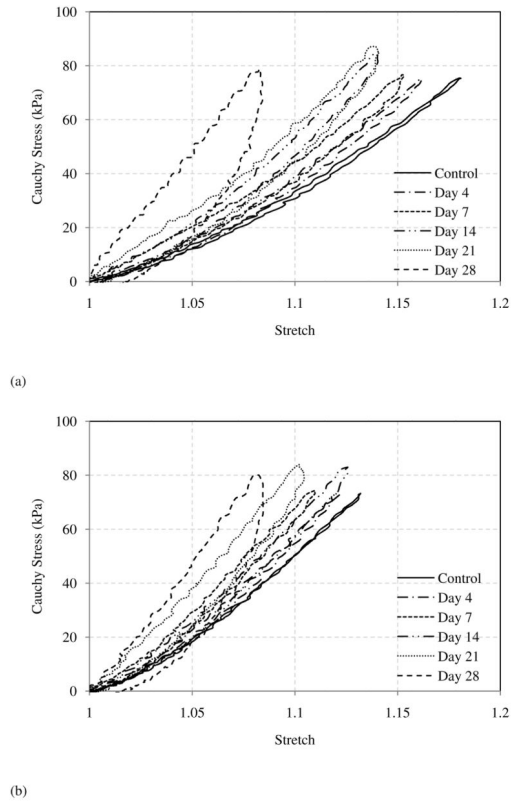 100
80
60
40
20
0
Cauchy Stress (kPa)
1
1.05
1.1
1.15
1.2
Stretch
Control
Day 4
Day 7
Day 14
Day 21
Day 28
(a)
100
80
60
40
20
0
Cauchy Stress (kPa)
1
1.05
1.1
1.15
1.2
Stretch
Control
Day 4
Day 7
Day 14
Day 21
Day 28
(b)